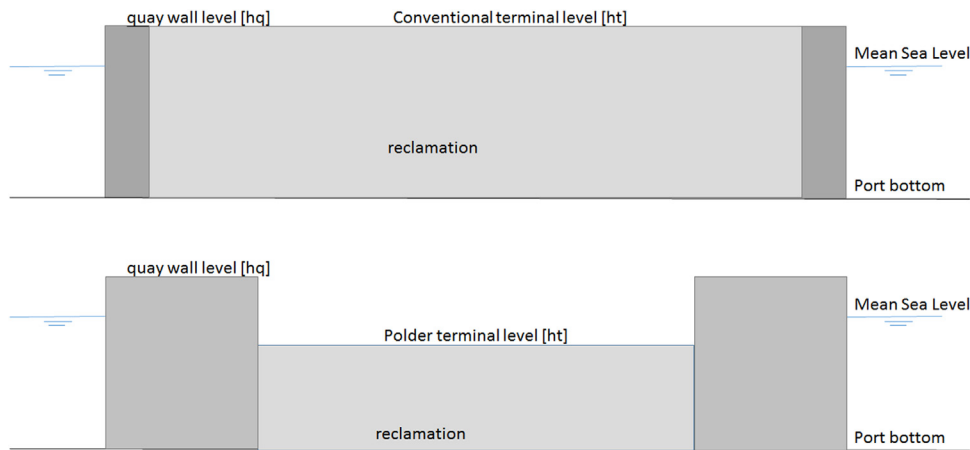 quay wall level [hq]
Conventional terminal level [ht]
Mean Sea Level
reclamation
Port bottom
quay wall level [hq]
Mean Sea Level
Polder terminal level [ht]
reclamation
Port bottom